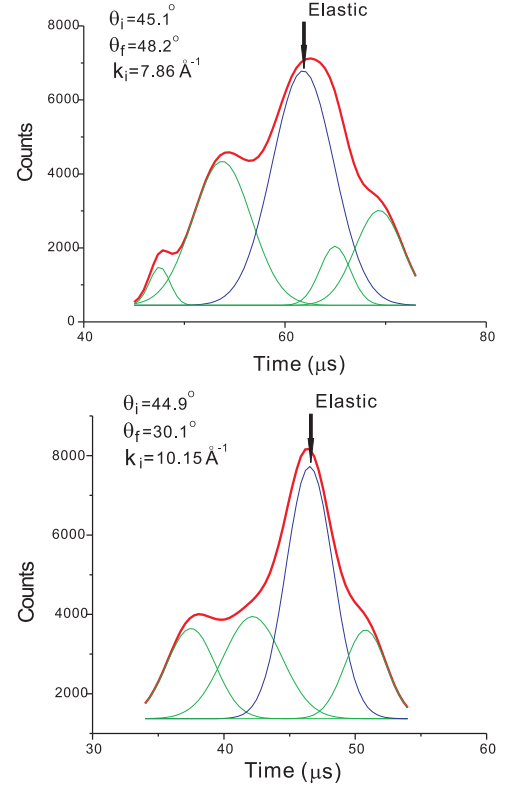 Elastic
θi=45.1°
θf=48.2°
ki=7.86 Å-1
8000
6000
4000
2000
0
Counts
40
60
80
Time (μs)
Elastic
θi=44.9°
θf=30.1°
ki=10.15 Å-1
8000
6000
4000
2000
Counts
30
40
50
60
Time (μs)